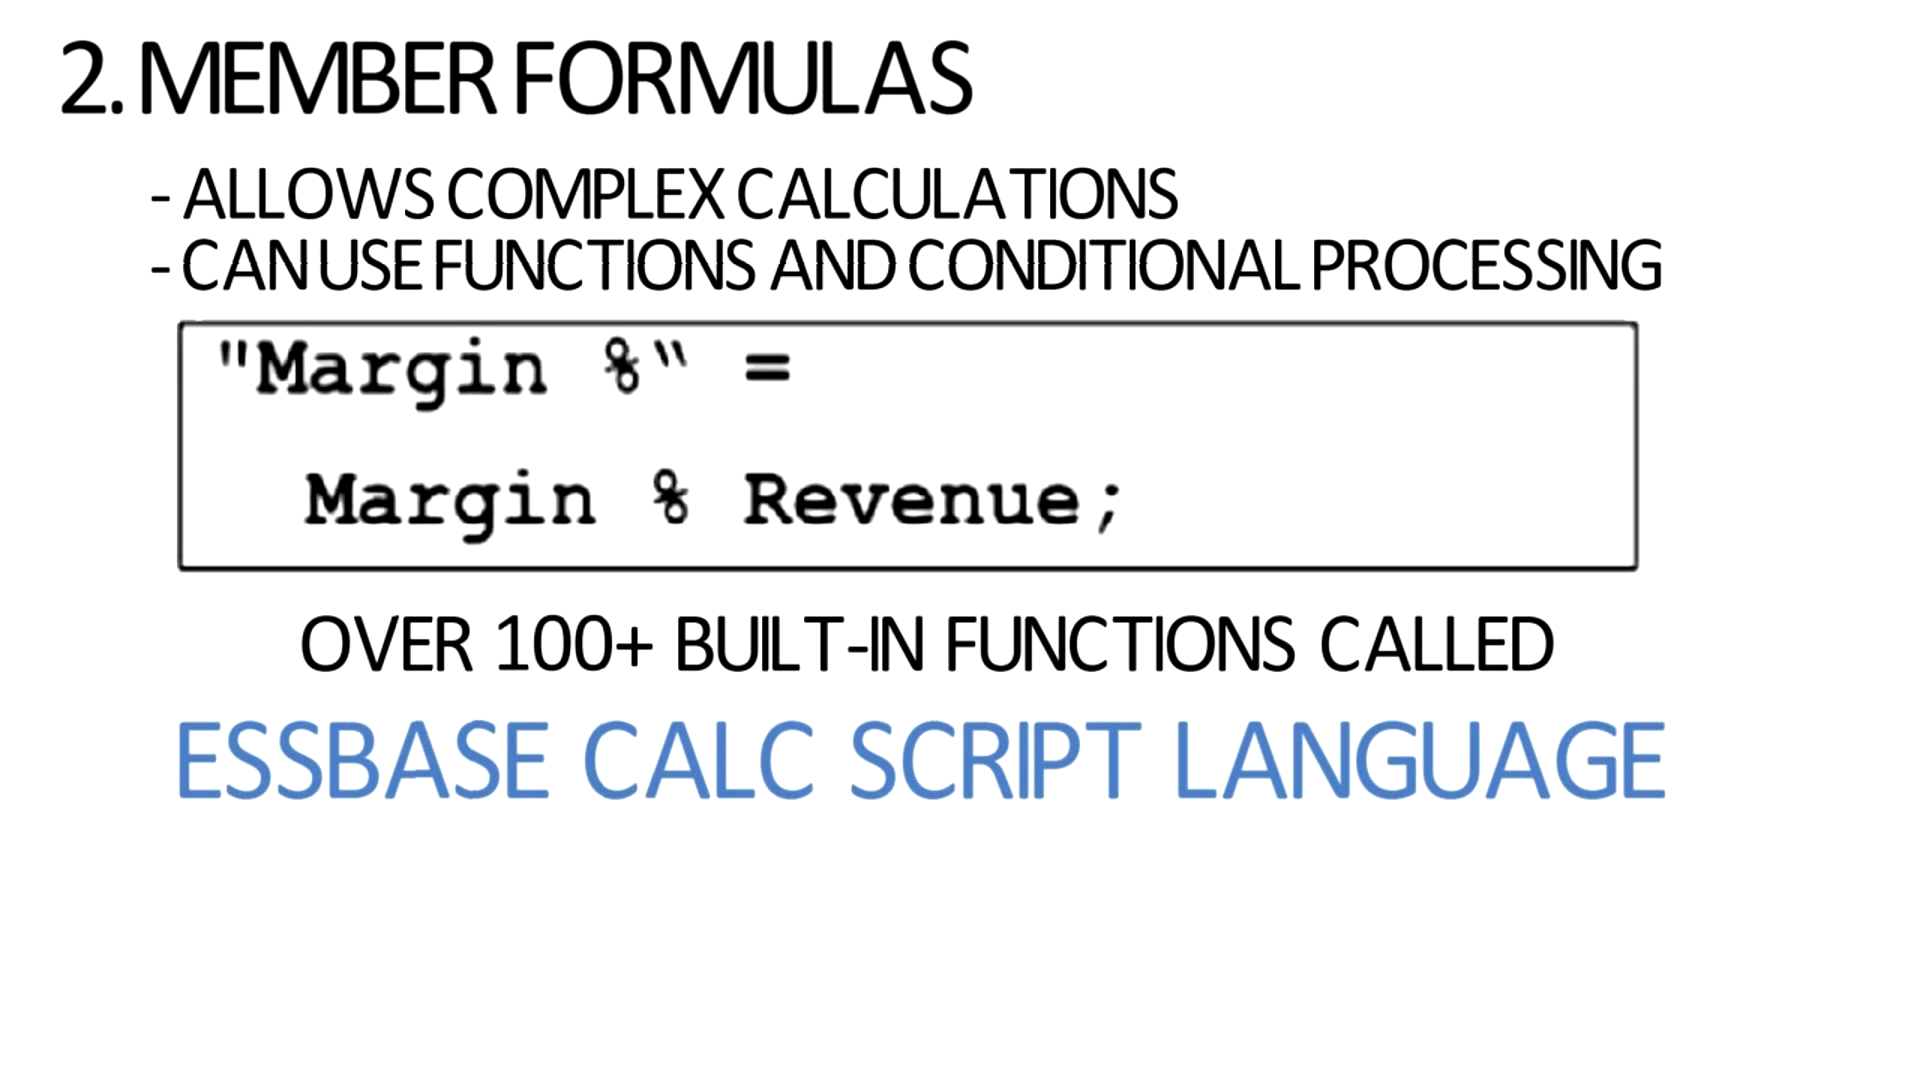 2. MEMBER FORMULAS
- ALLOWS COMPLEX CALCULATIONS
- CAN USE FUNCTIONS AND CONDITIONAL PROCESSING
"Margin %" =
Margin % Revenue;
OVER 100+ BUILT-IN FUNCTIONS CALLED
ESSBASE CALC SCRIPT LANGUAGE